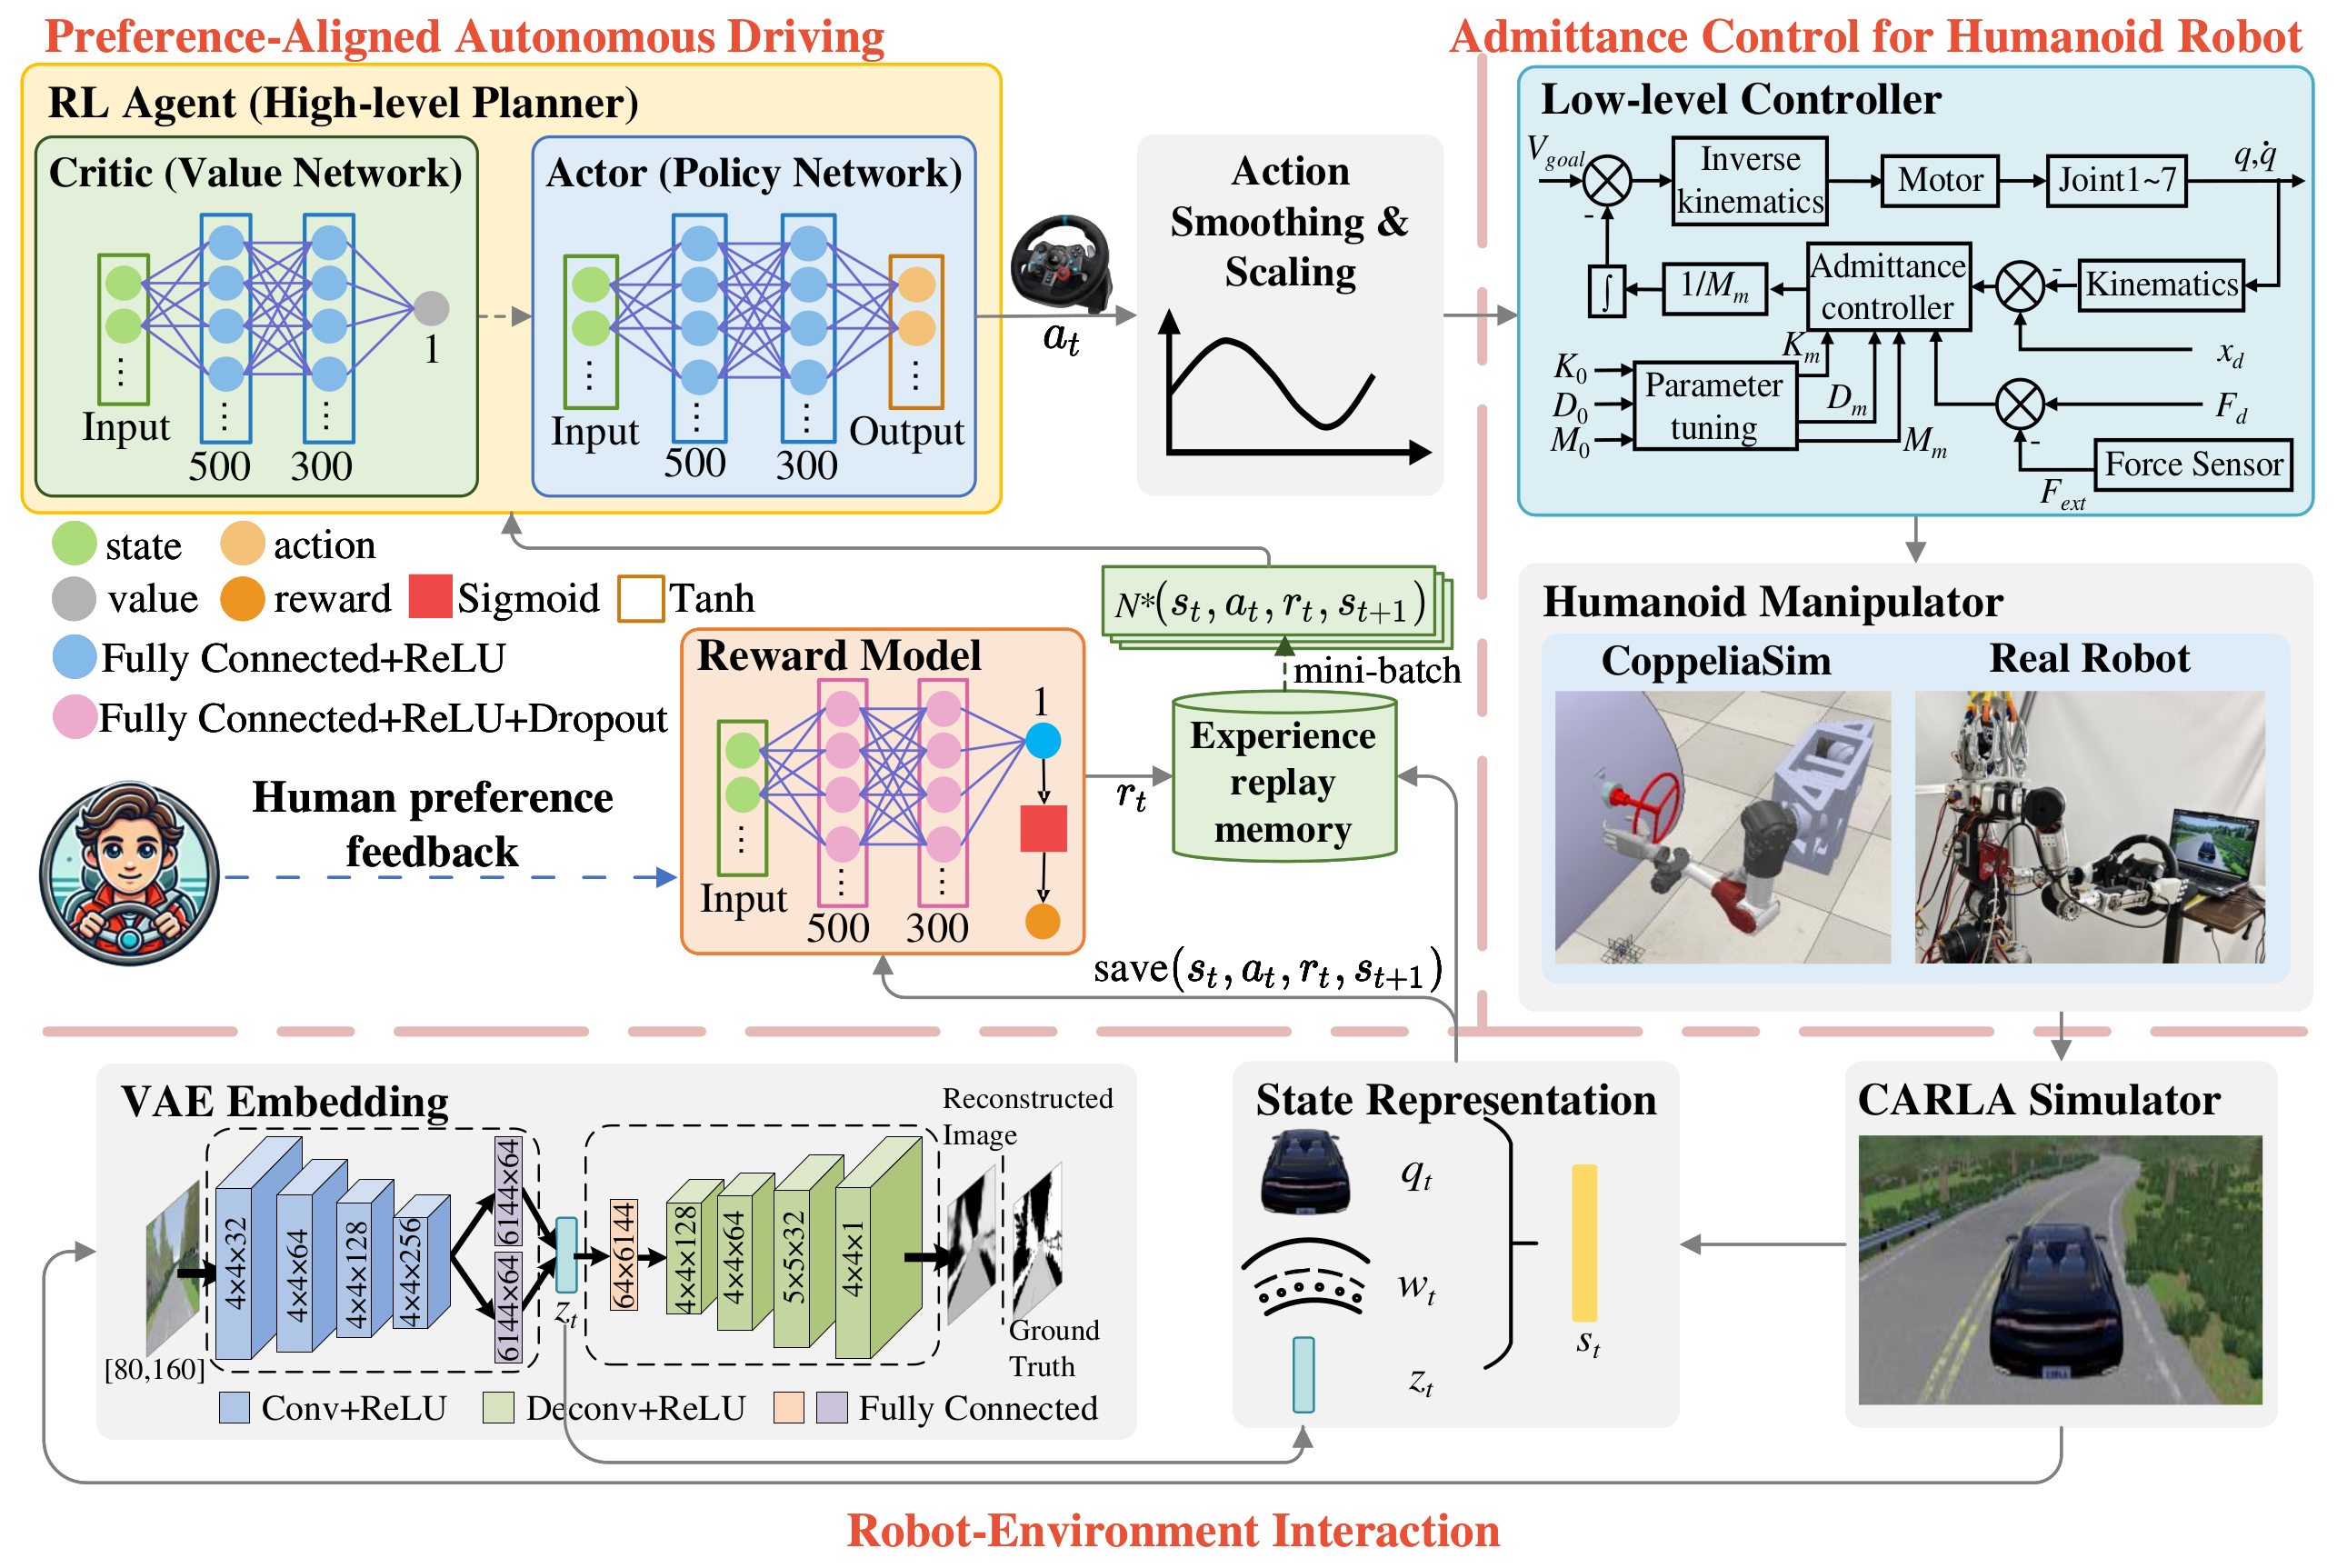 Preference-Aligned Autonomous Driving
Admittance Control for Humanoid Robot
RL Agent (High-level Planner)
Critic (Value Network)
Input
500
300
1
Actor (Policy Network)
Input
500
300
Output
a_t
Action
Smoothing &
Scaling
Low-level Controller
V_goal
-
Inverse
kinematics
Motor
Joint1~7
q,q̇
∫
1/M_m
Admittance
controller
-
Kinematics
x_d
K_0
D_0
M_0
Parameter
tuning
K_m
D_m
M_m
F_d
-
F_ext
Force Sensor
state
action
value
reward
Sigmoid
Tanh
Fully Connected+ReLU
Fully Connected+ReLU+Dropout
Human preference
feedback
Reward Model
Input
500
300
1
r_t
N*(s_t, a_t, r_t, s_{t+1})
mini-batch
Experience
replay
memory
save(s_t, a_t, r_t, s_{t+1})
Humanoid Manipulator
CoppeliaSim
Real Robot
VAE Embedding
[80,160]
4×4×32
4×4×64
4×4×128
4×4×256
6144×64
6144×64
z_t
64×6144
4×4×128
4×4×64
5×5×32
4×4×1
Reconstructed
Image
Ground
Truth
Conv+ReLU
Deconv+ReLU
Fully Connected
State Representation
q_t
w_t
z_t
s_t
CARLA Simulator
Robot-Environment Interaction